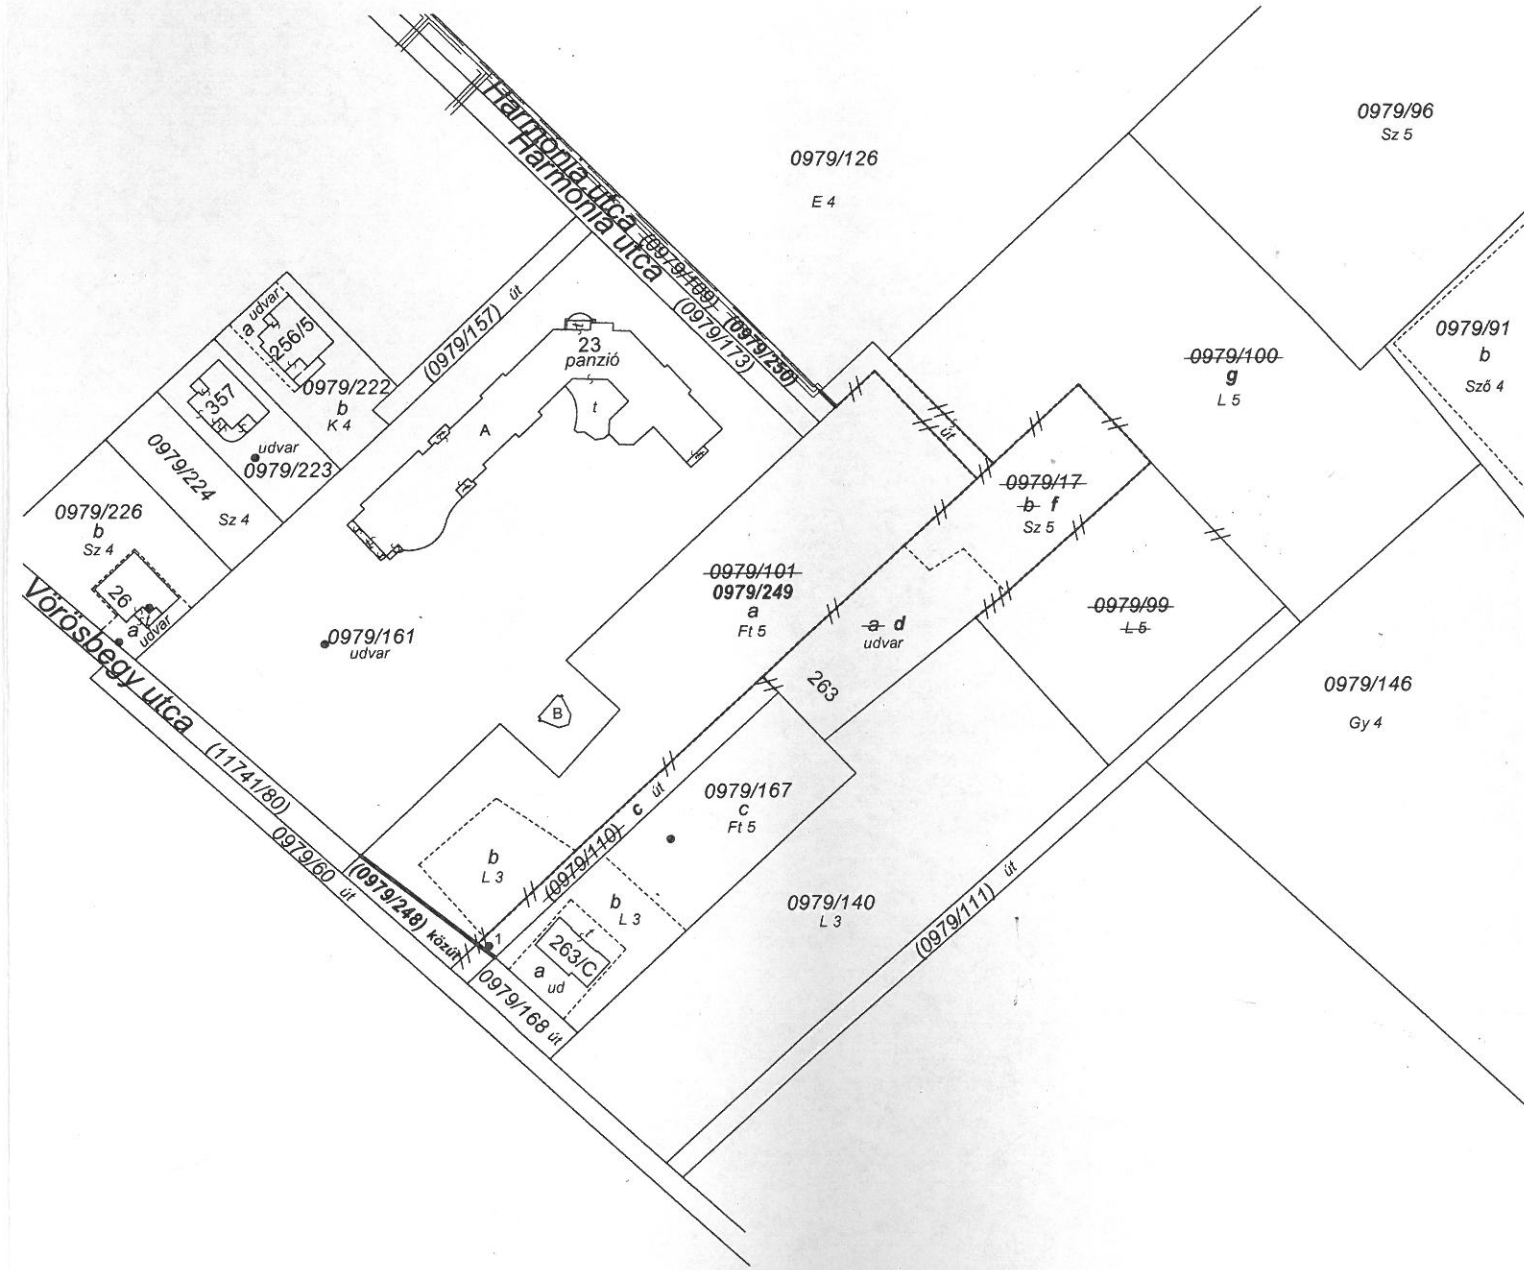 Harmónia utca (0979/109) (0979/250)
Harmónia utca (0979/173)
0979/126
E 4
0979/96
Sz 5
0979/91
b
Sző 4
0979/100
g
L 5
(0979/157) út
23
panzió
t
A
a udvar
256/5
0979/222
b
K 4
357
udvar
0979/223
0979/224
Sz 4
0979/226
b
Sz 4
26
a udvar
Vörösbegy utca (11741/80)
0979/161
udvar
B
út
0979/17
b f
Sz 5
0979/101
0979/249
a
Ft 5
a d
udvar
263
0979/99
L 5
0979/146
Gy 4
0979/167
c
Ft 5
(0979/110) c út
b
L 3
b
L 3
0979/60 út
(0979/248) közút
1
t
263/C
a
ud
0979/168 út
0979/140
L 3
(0979/111) út